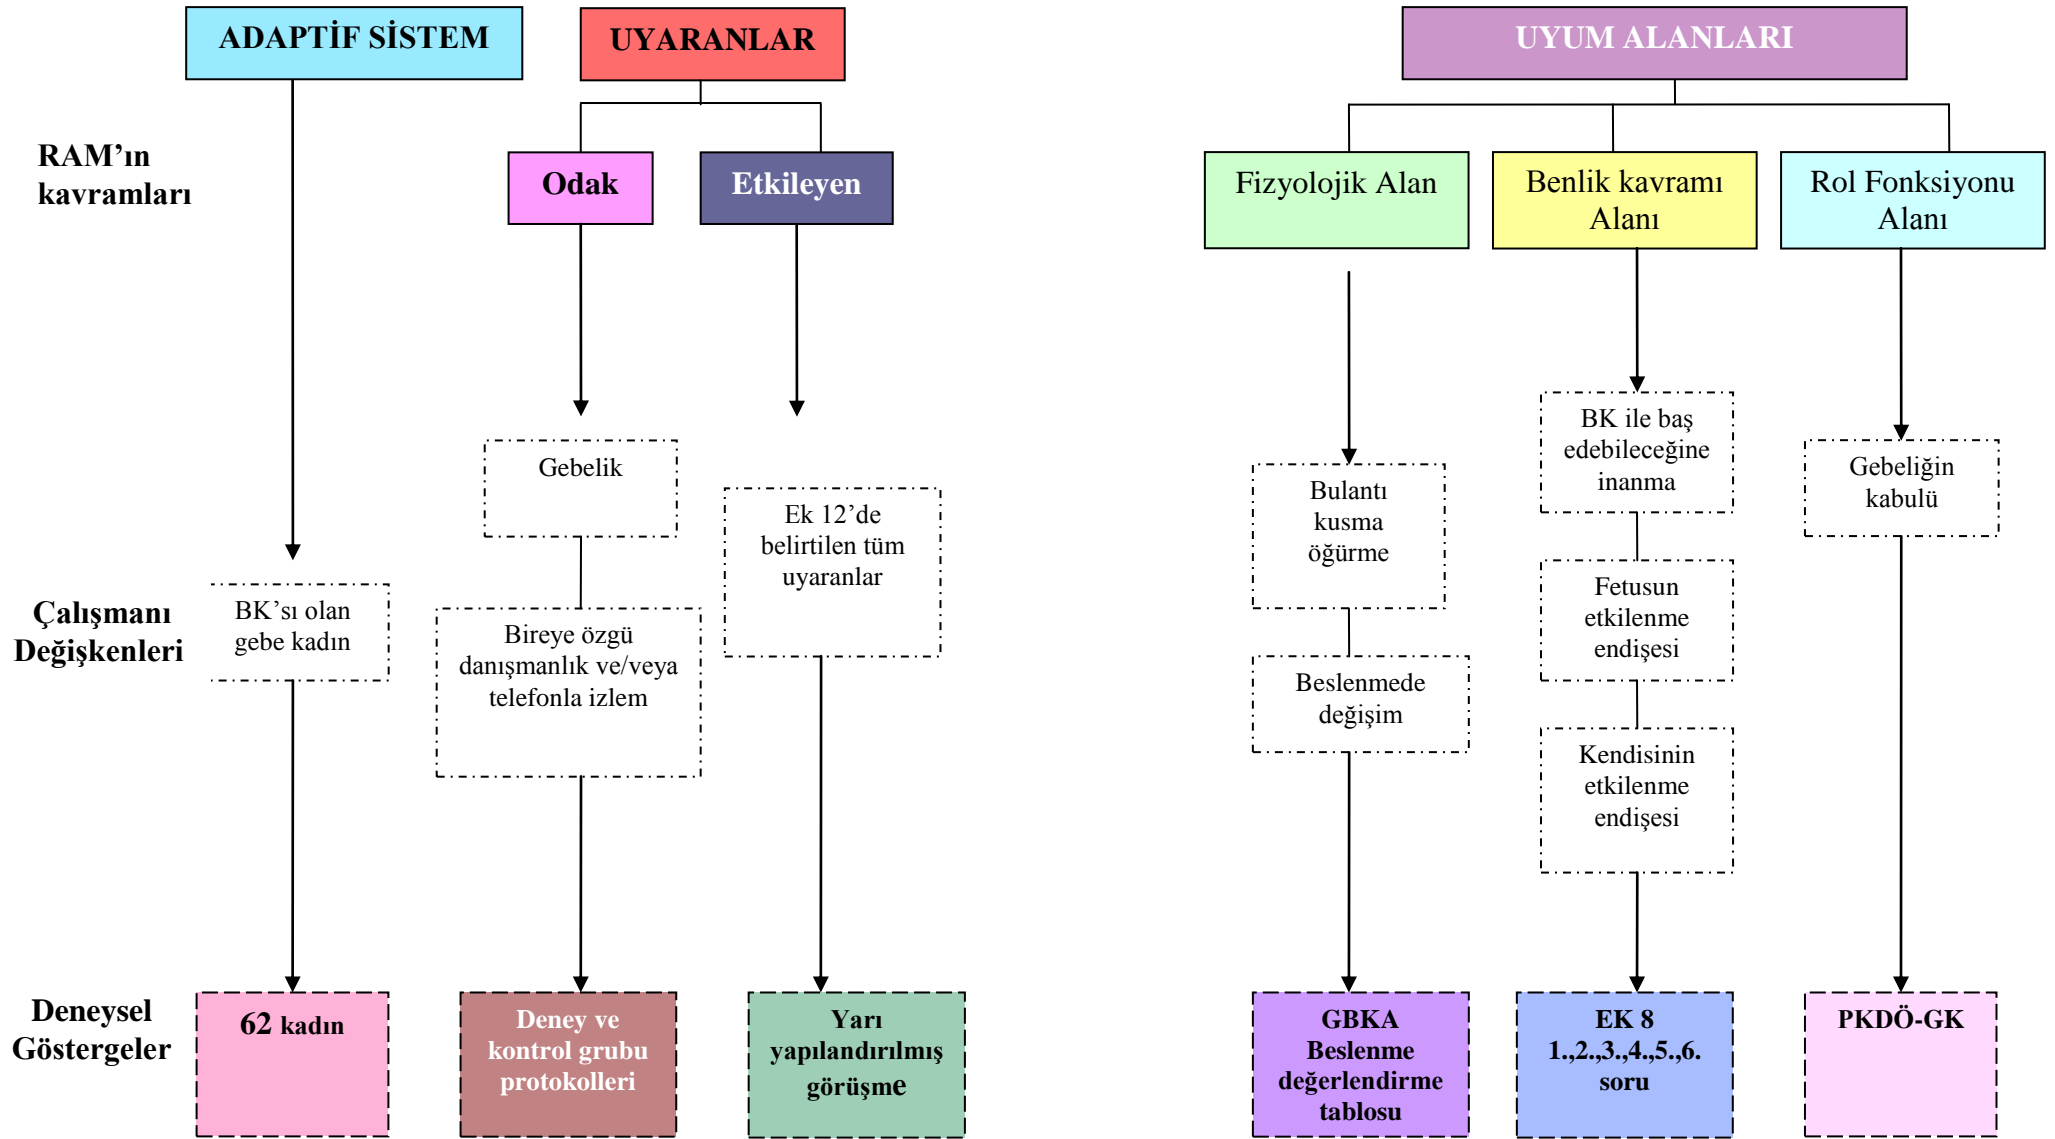 ADAPTİF SİSTEM
UYARANLAR
UYUM ALANLARI
RAM’ın
kavramları
Odak
Etkileyen
Fizyolojik Alan
Benlik kavramı
Alanı
Rol Fonksiyonu
Alanı
Çalışmanı
Değişkenleri
BK’sı olan
gebe kadın
Gebelik
Bireye özgü
danışmanlık ve/veya
telefonla izlem
Ek 12’de
belirtilen tüm
uyaranlar
Bulantı
kusma
öğürme
Beslenmede
değişim
BK ile baş
edebileceğine
inanma
Fetusun
etkilenme
endişesi
Kendisinin
etkilenme
endişesi
Gebeliğin
kabulü
Deneysel
Göstergeler
62 kadın
Deney ve
kontrol grubu
protokolleri
Yarı
yapılandırılmış
görüşme
GBKA
Beslenme
değerlendirme
tablosu
EK 8
1.,2.,3.,4.,5.,6.
soru
PKDÖ-GK